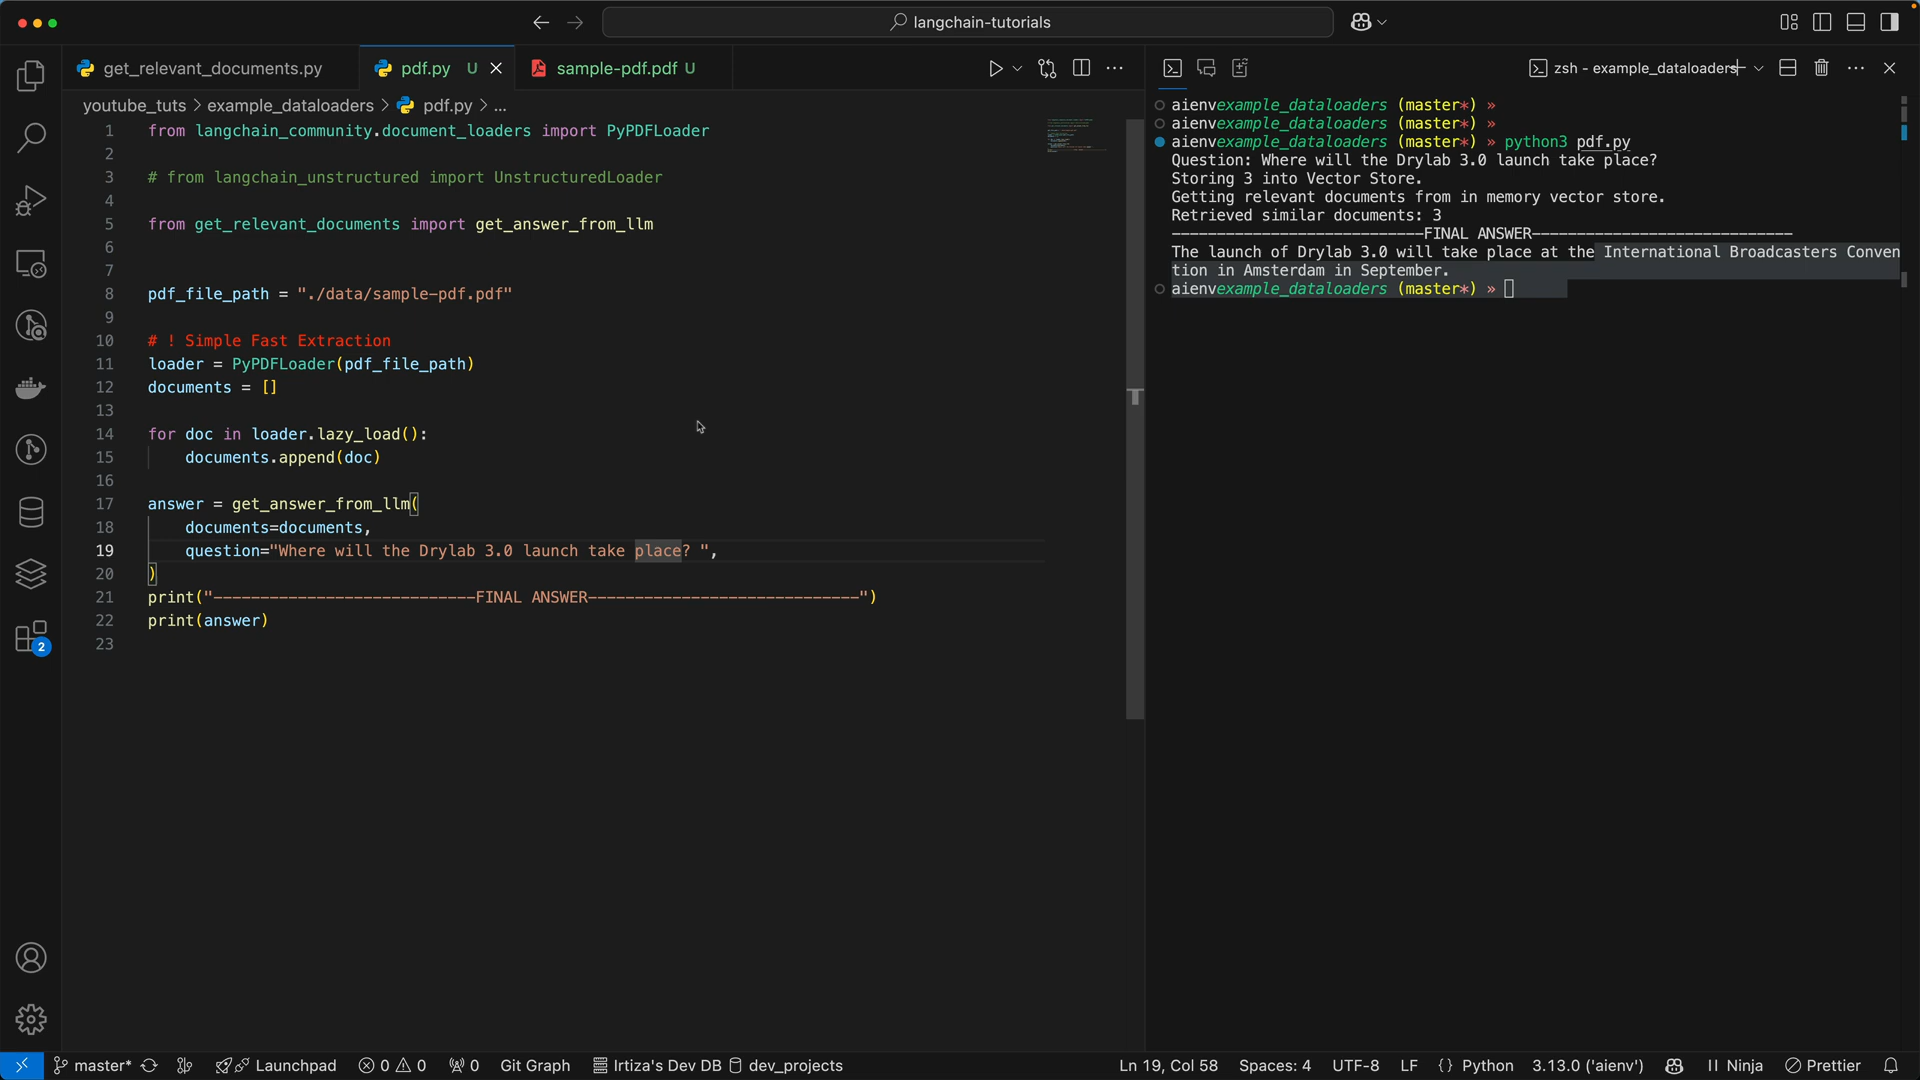 langchain-tutorials
get_relevant_documents.py
pdf.py U
sample-pdf.pdf U
zsh - example_dataloaders
youtube_tuts > example_dataloaders > pdf.py > ...
1 from langchain_community.document_loaders import PyPDFLoader
2
3 # from langchain_unstructured import UnstructuredLoader
4
5 from get_relevant_documents import get_answer_from_llm
6
7
8 pdf_file_path = "./data/sample-pdf.pdf"
9
10 # ! Simple Fast Extraction
11 loader = PyPDFLoader(pdf_file_path)
12 documents = []
13
14 for doc in loader.lazy_load():
15 documents.append(doc)
16
17 answer = get_answer_from_llm(
18 documents=documents,
19 question="Where will the Drylab 3.0 launch take place? ",
20 )
21 print("----------------------------FINAL ANSWER-----------------------------")
22 print(answer)
23
aienvexample_dataloaders (master*) »
aienvexample_dataloaders (master*) »
aienvexample_dataloaders (master*) » python3 pdf.py
Question: Where will the Drylab 3.0 launch take place?
Storing 3 into Vector Store.
Getting relevant documents from in memory vector store.
Retrieved similar documents: 3
----------------------------FINAL ANSWER-----------------------------
The launch of Drylab 3.0 will take place at the International Broadcasters Conven
tion in Amsterdam in September.
aienvexample_dataloaders (master*) »
2
master* Launchpad 0 0 0 Git Graph Irtiza's Dev DB dev_projects
Ln 19, Col 58 Spaces: 4 UTF-8 LF {} Python 3.13.0 ('aienv') Ninja Prettier